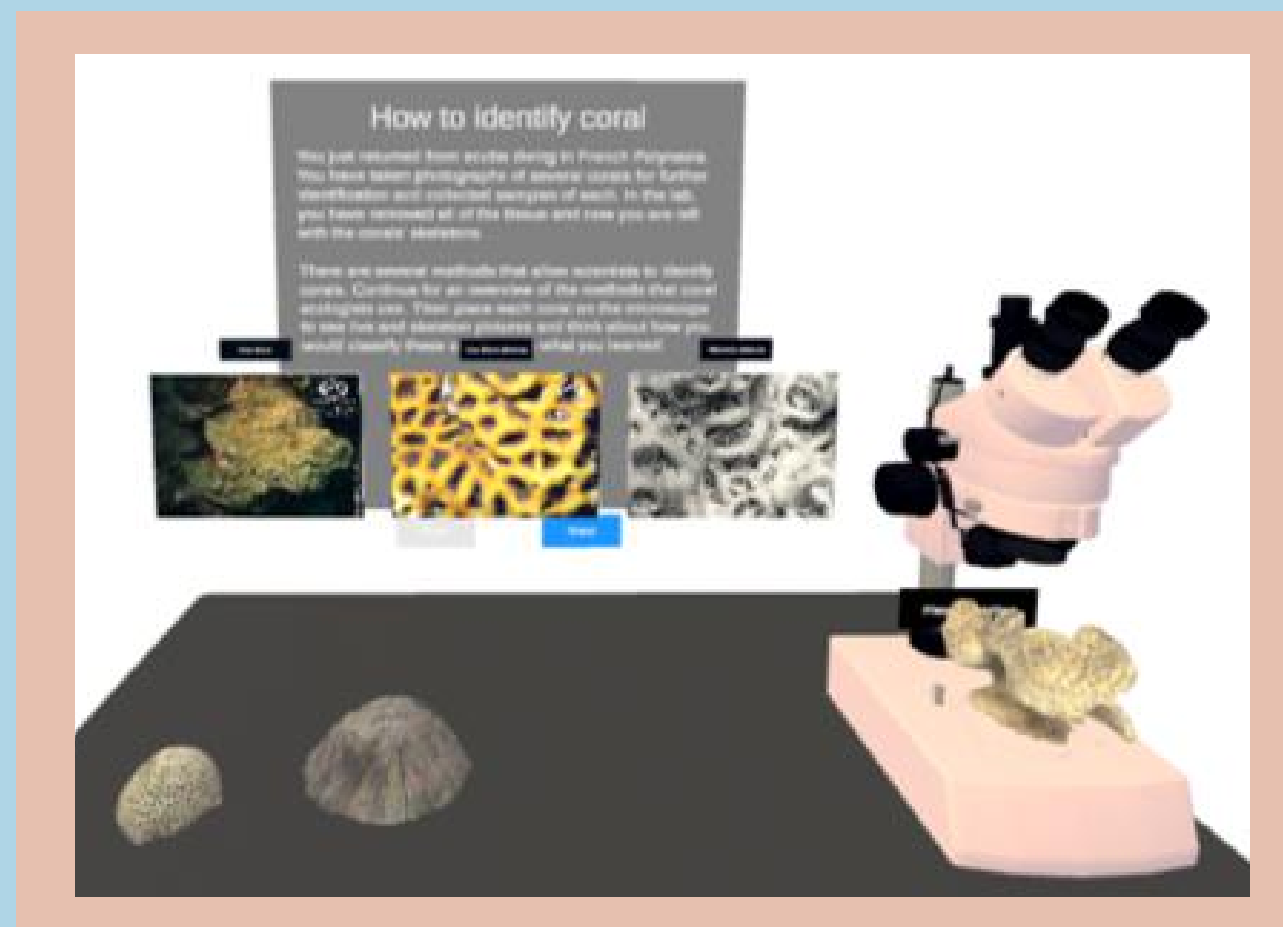 How to identify coral
You just returned from scuba diving in French Polynesia.
You have taken photographs of several corals for further
identification and collected samples of each. In the lab,
you have removed all of the tissue and now you are left
with the corals' skeletons.
There are several methods that allow scientists to identify
corals. Continue for an overview of the methods that coral
ecologists use. Then place each coral on the microscope
to see live and skeleton pictures and think about how you
would classify these what you learned!